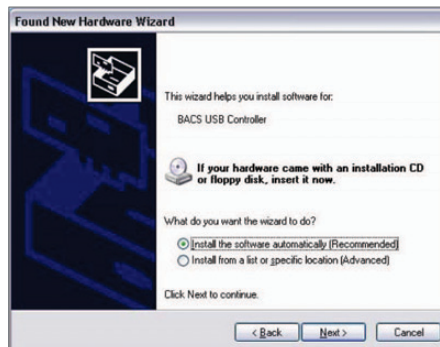 Found New Hardware Wizard
This wizard helps you install software for:
BACS USB Controller
If your hardware came with an installation CD
or floppy disk, insert it now.
What do you want the wizard to do?
Install the software automatically (Recommended)
Install from a list or specific location (Advanced)
Click Next to continue.
< Back Next > Cancel